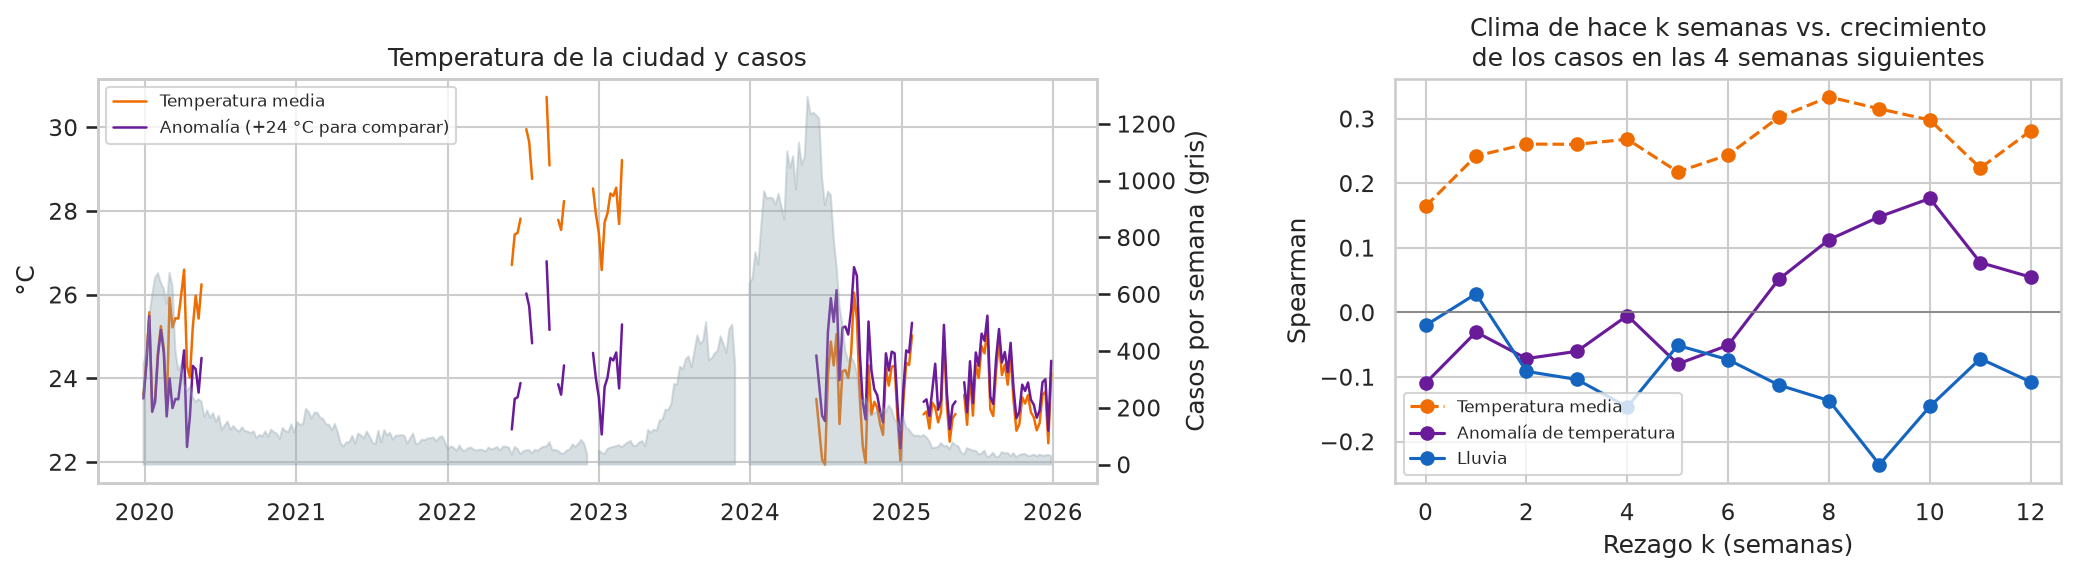 Temperatura de la ciudad y casos
Temperatura media
Anomalía (+24 °C para comparar)
°C
30
28
26
24
22
2020
2021
2022
2023
2024
2025
2026
1200
1000
800
600
400
200
0
Casos por semana (gris)
Clima de hace k semanas vs. crecimiento
de los casos en las 4 semanas siguientes
Spearman
0.3
0.2
0.1
0.0
−0.1
−0.2
Temperatura media
Anomalía de temperatura
Lluvia
0
2
4
6
8
10
12
Rezago k (semanas)